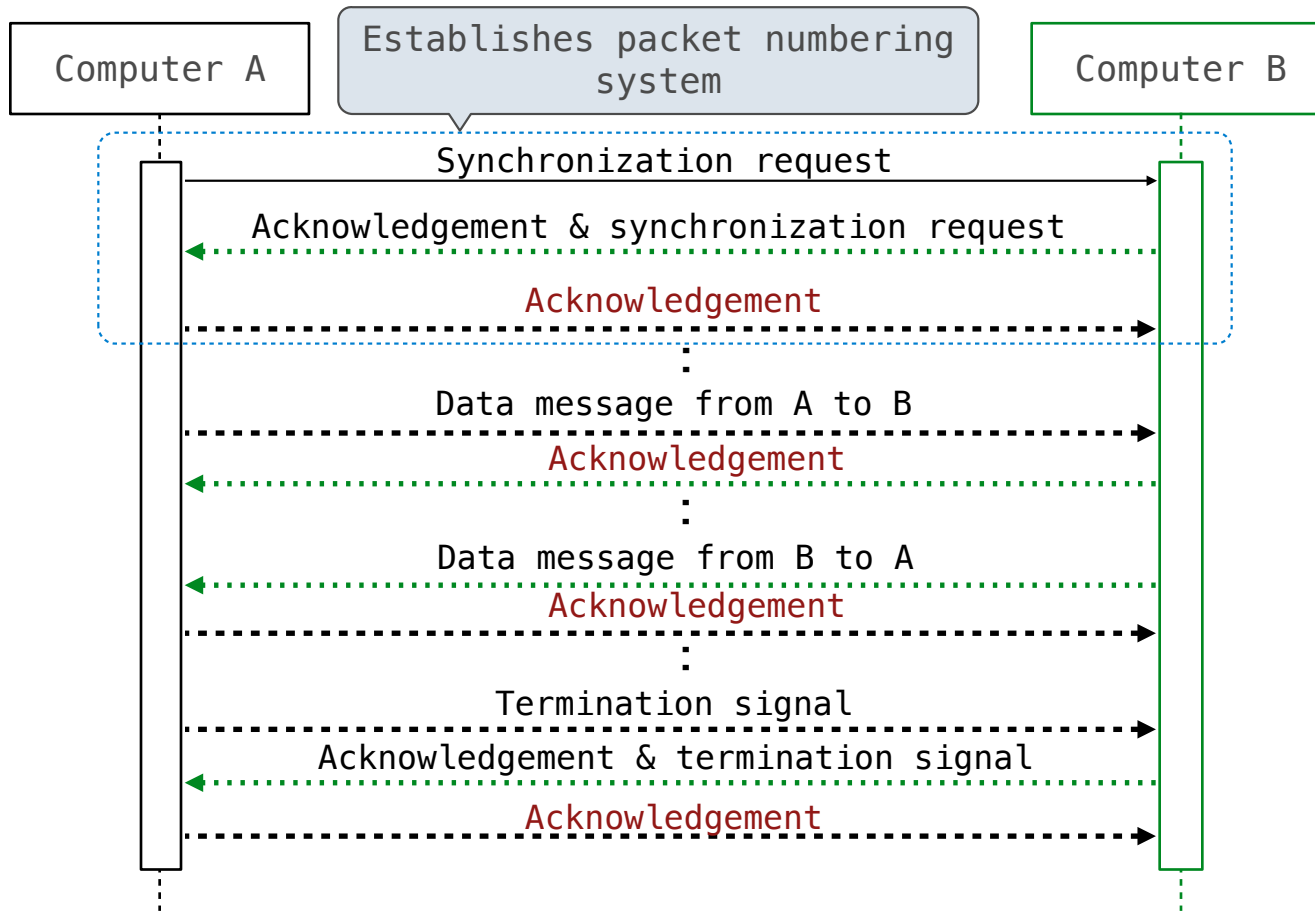 Computer A
Establishes packet numbering
system
Computer B
Synchronization request
Acknowledgement & synchronization request
Acknowledgement
Data message from A to B
Acknowledgement
Data message from B to A
Acknowledgement
Termination signal
Acknowledgement & termination signal
Acknowledgement